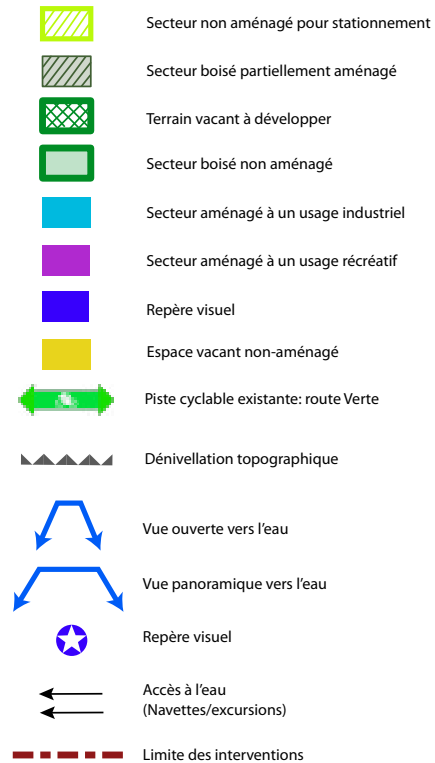 Secteur non aménagé pour stationnement
Secteur boisé partiellement aménagé
Terrain vacant à développer
Secteur boisé non aménagé
Secteur aménagé à un usage industriel
Secteur aménagé à un usage récréatif
Repère visuel
Espace vacant non-aménagé
Piste cyclable existante: route Verte
Dénivellation topographique
Vue ouverte vers l'eau
Vue panoramique vers l'eau
Repère visuel
Accès à l'eau
(Navettes/excursions)
Limite des interventions